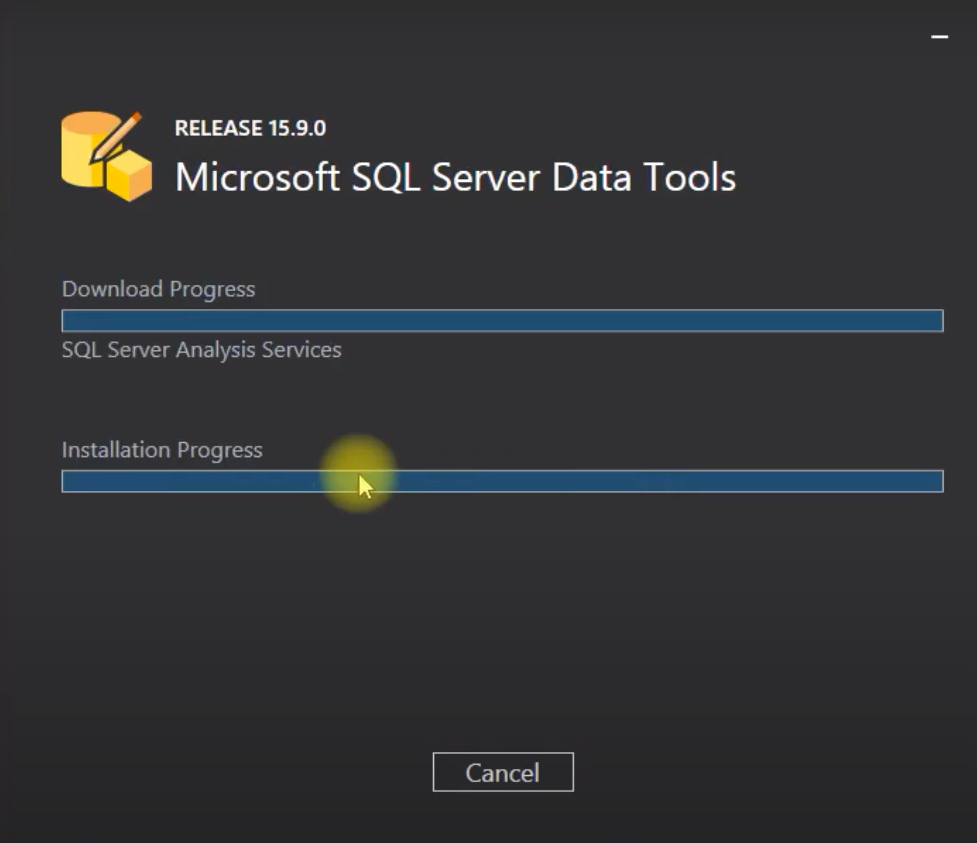 RELEASE 15.9.0
Microsoft SQL Server Data Tools
Download Progress
SQL Server Analysis Services
Installation Progress
Cancel